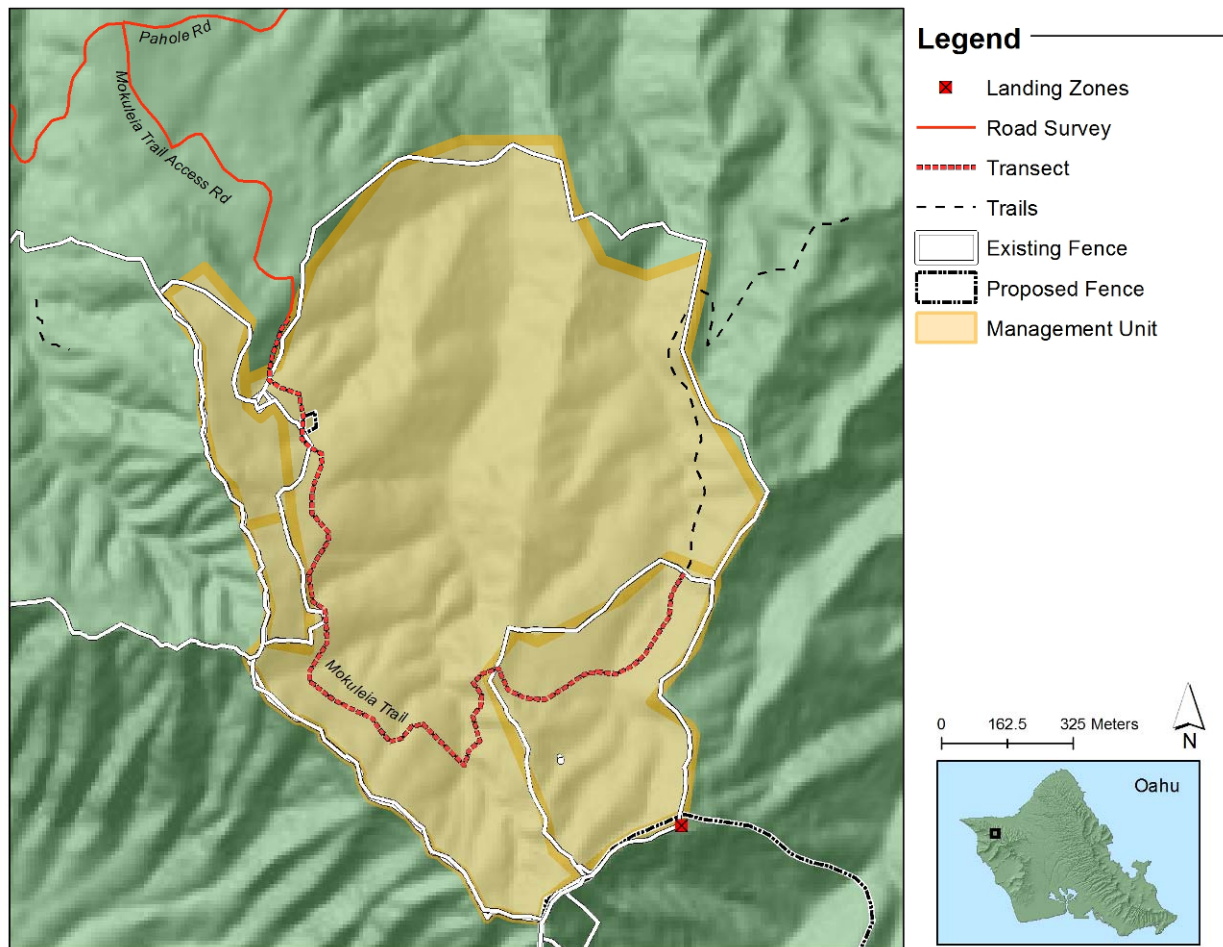 Pahole Rd
Mokuleia Trail Access Rd
Mokuleia Trail
Legend
Landing Zones
Road Survey
Transect
Trails
Existing Fence
Proposed Fence
Management Unit
0 162.5 325 Meters
N
Oahu